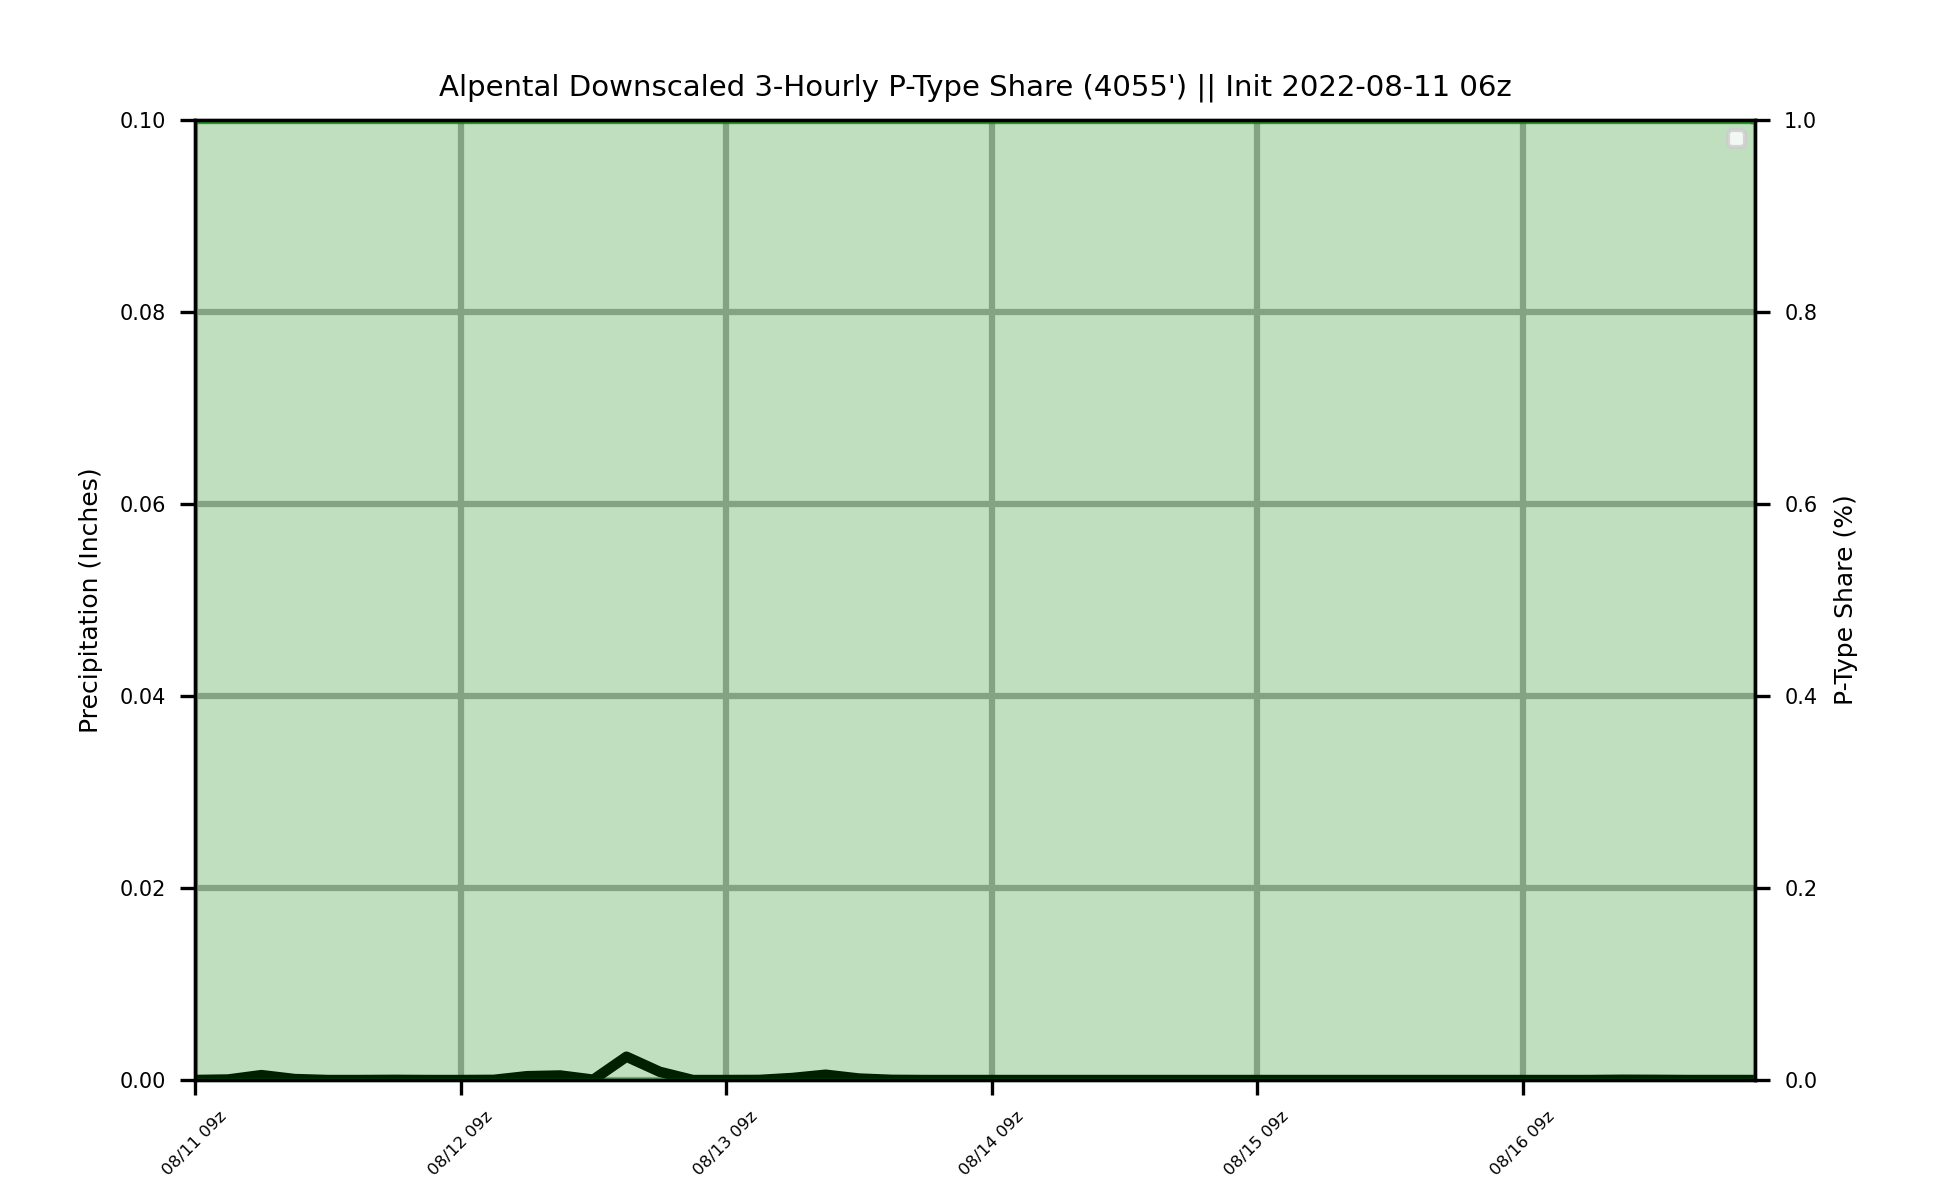 Alpental Downscaled 3-Hourly P-Type Share (4055') || Init 2022-08-11 06z
Precipitation (Inches)
0.10
0.08
0.06
0.04
0.02
0.00
1.0
0.8
0.6
0.4
0.2
0.0
P-Type Share (%)
08/11 09z
08/12 09z
08/13 09z
08/14 09z
08/15 09z
08/16 09z